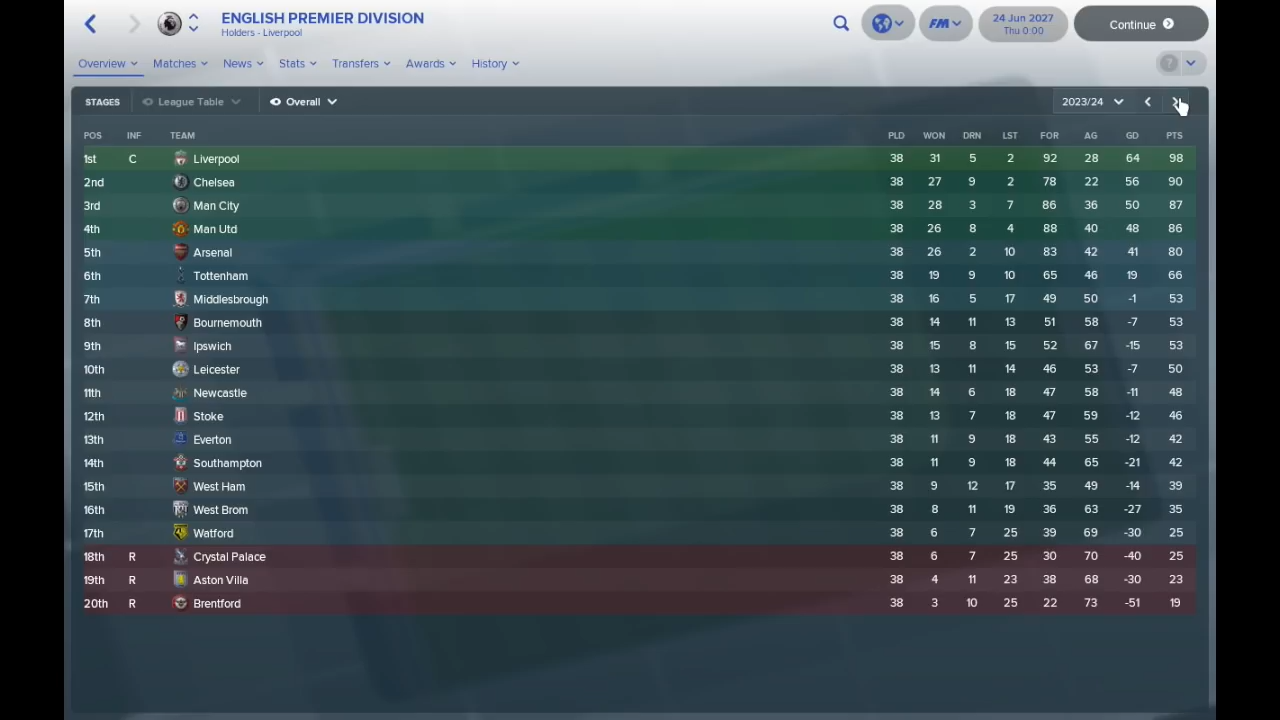 ENGLISH PREMIER DIVISION
Holders - Liverpool
FM
24 Jun 2027
Thu 0:00
Continue
Overview Matches News Stats Transfers Awards History ?
STAGES League Table Overall 2023/24
POS INF TEAM PLD WON DRN LST FOR AG GD PTS
1st C Liverpool 38 31 5 2 92 28 64 98
2nd Chelsea 38 27 9 2 78 22 56 90
3rd Man City 38 28 3 7 86 36 50 87
4th Man Utd 38 26 8 4 88 40 48 86
5th Arsenal 38 26 2 10 83 42 41 80
6th Tottenham 38 19 9 10 65 46 19 66
7th Middlesbrough 38 16 5 17 49 50 -1 53
8th Bournemouth 38 14 11 13 51 58 -7 53
9th Ipswich 38 15 8 15 52 67 -15 53
10th Leicester 38 13 11 14 46 53 -7 50
11th Newcastle 38 14 6 18 47 58 -11 48
12th Stoke 38 13 7 18 47 59 -12 46
13th Everton 38 11 9 18 43 55 -12 42
14th Southampton 38 11 9 18 44 65 -21 42
15th West Ham 38 9 12 17 35 49 -14 39
16th West Brom 38 8 11 19 36 63 -27 35
17th Watford 38 6 7 25 39 69 -30 25
18th R Crystal Palace 38 6 7 25 30 70 -40 25
19th R Aston Villa 38 4 11 23 38 68 -30 23
20th R Brentford 38 3 10 25 22 73 -51 19